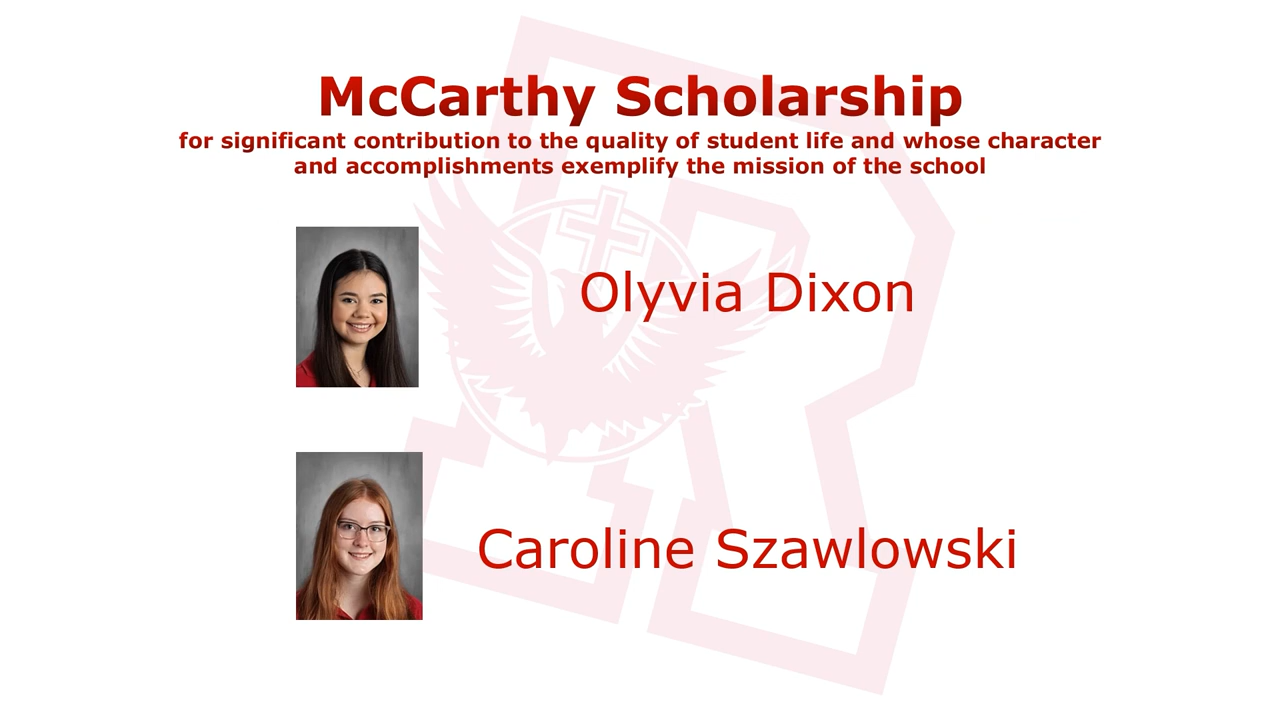 McCarthy Scholarship
for significant contribution to the quality of student life and whose character
and accomplishments exemplify the mission of the school
Olyvia Dixon
Caroline Szawlowski